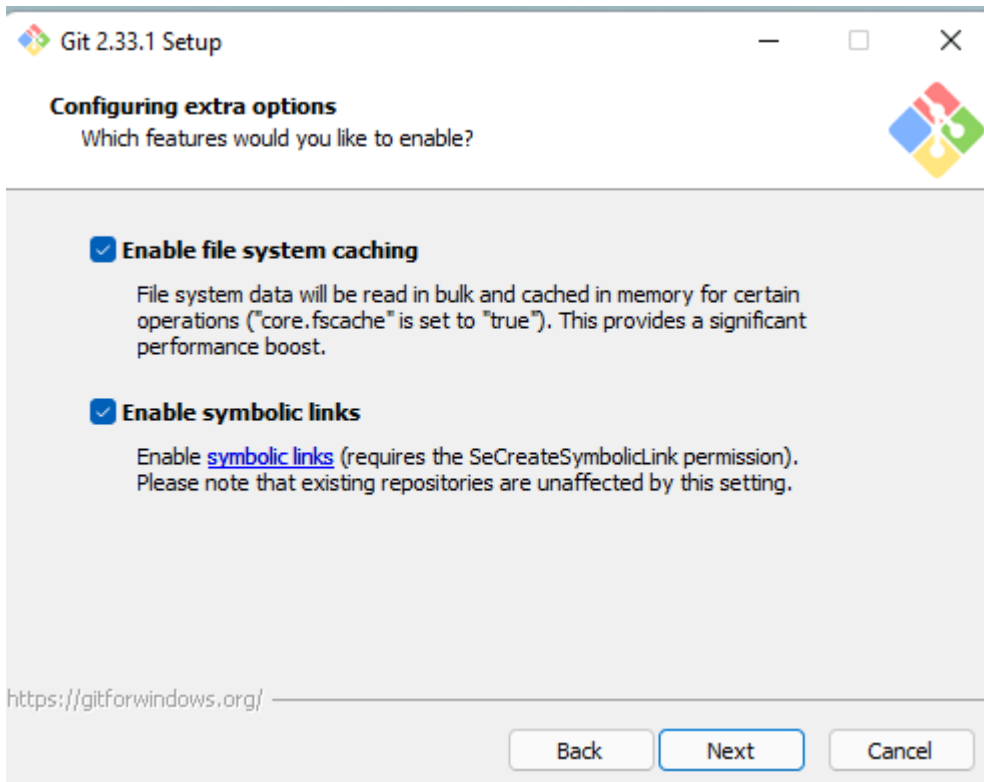 Git 2.33.1 Setup
Configuring extra options
Which features would you like to enable?
Enable file system caching
File system data will be read in bulk and cached in memory for certain
operations ("core.fscache" is set to "true"). This provides a significant
performance boost.
Enable symbolic links
Enable symbolic links (requires the SeCreateSymbolicLink permission).
Please note that existing repositories are unaffected by this setting.
https://gitforwindows.org/
Back Next Cancel